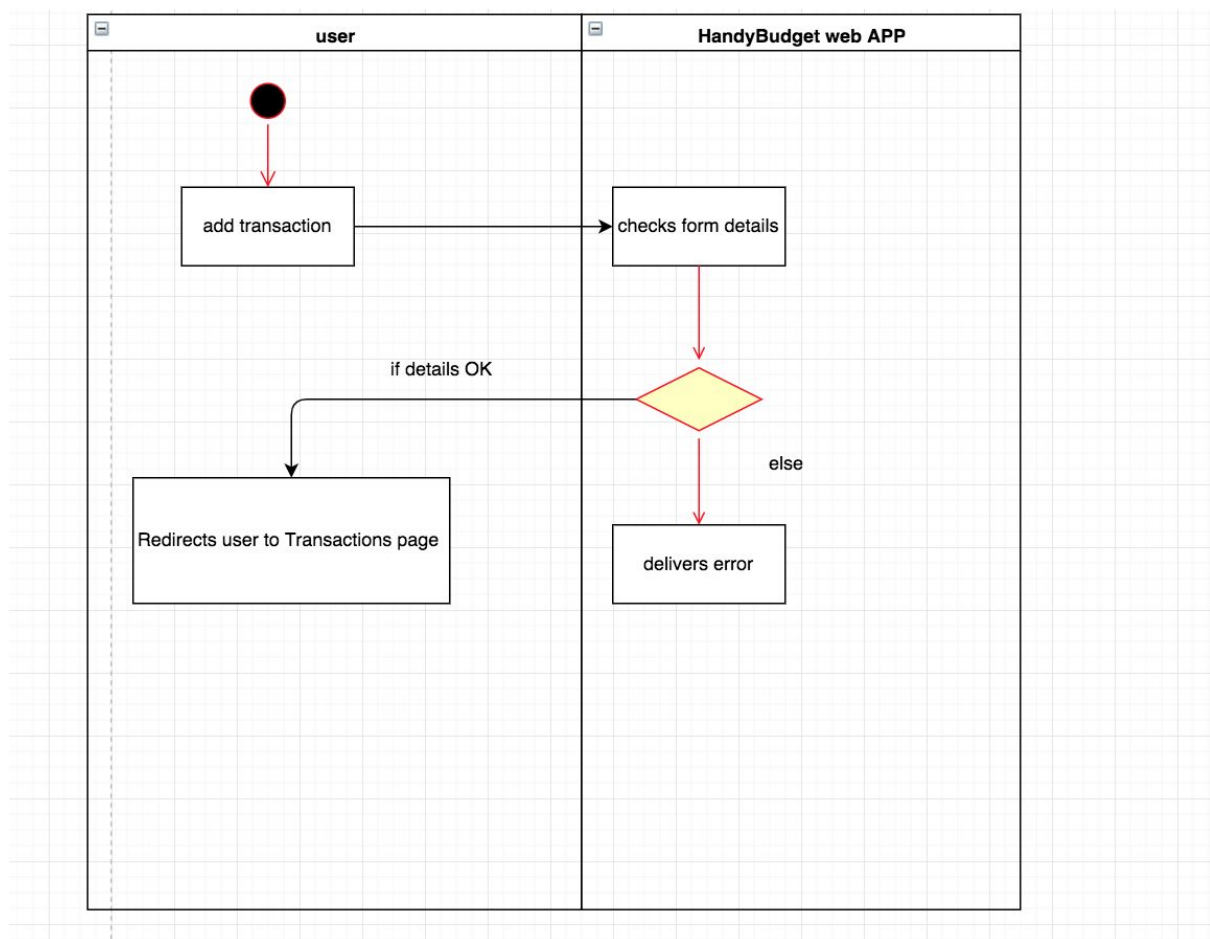 user
HandyBudget web APP
add transaction
checks form details
if details OK
else
Redirects user to Transactions page
delivers error